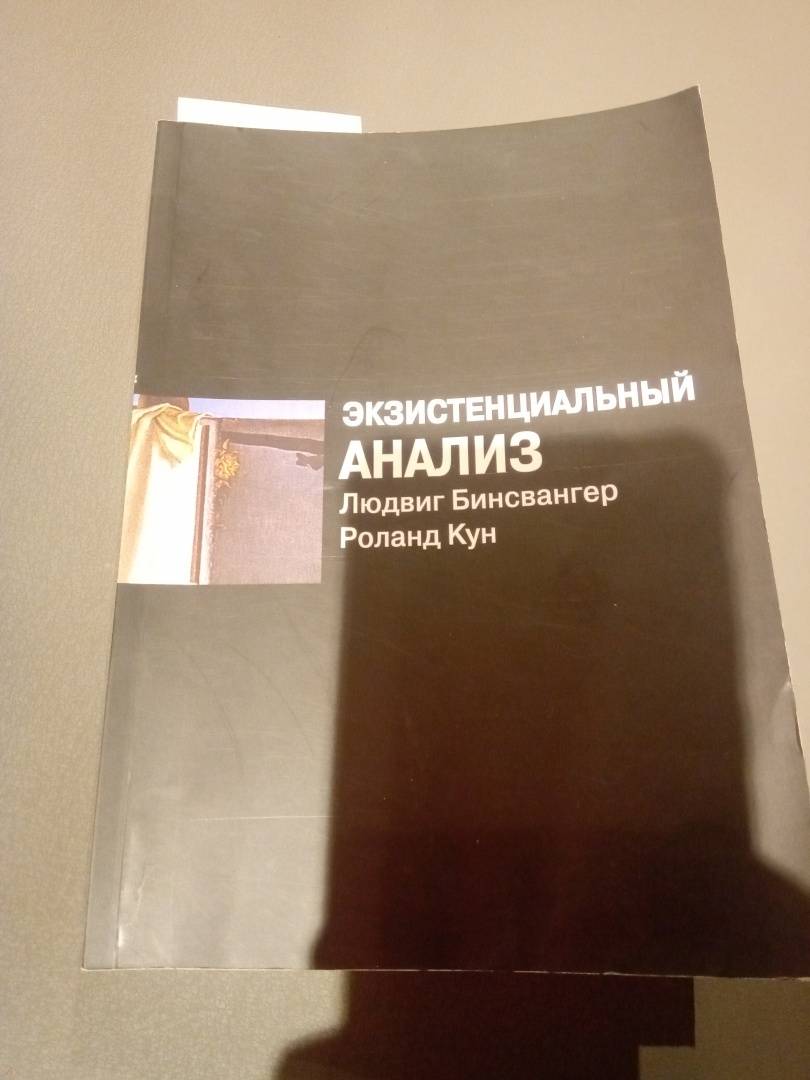 ЭКЗИСТЕНЦИАЛЬНЫЙ
АНАЛИЗ
Людвиг Бинсвангер
Роланд Кун